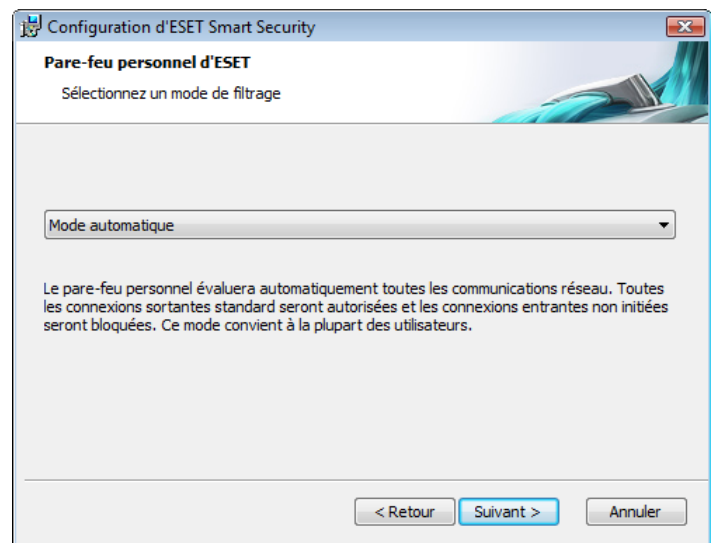 Configuration d'ESET Smart Security
Pare-feu personnel d'ESET
Sélectionnez un mode de filtrage
Mode automatique
Le pare-feu personnel évaluera automatiquement toutes les communications réseau. Toutes
les connexions sortantes standard seront autorisées et les connexions entrantes non initiées
seront bloquées. Ce mode convient à la plupart des utilisateurs.
< Retour
Suivant >
Annuler